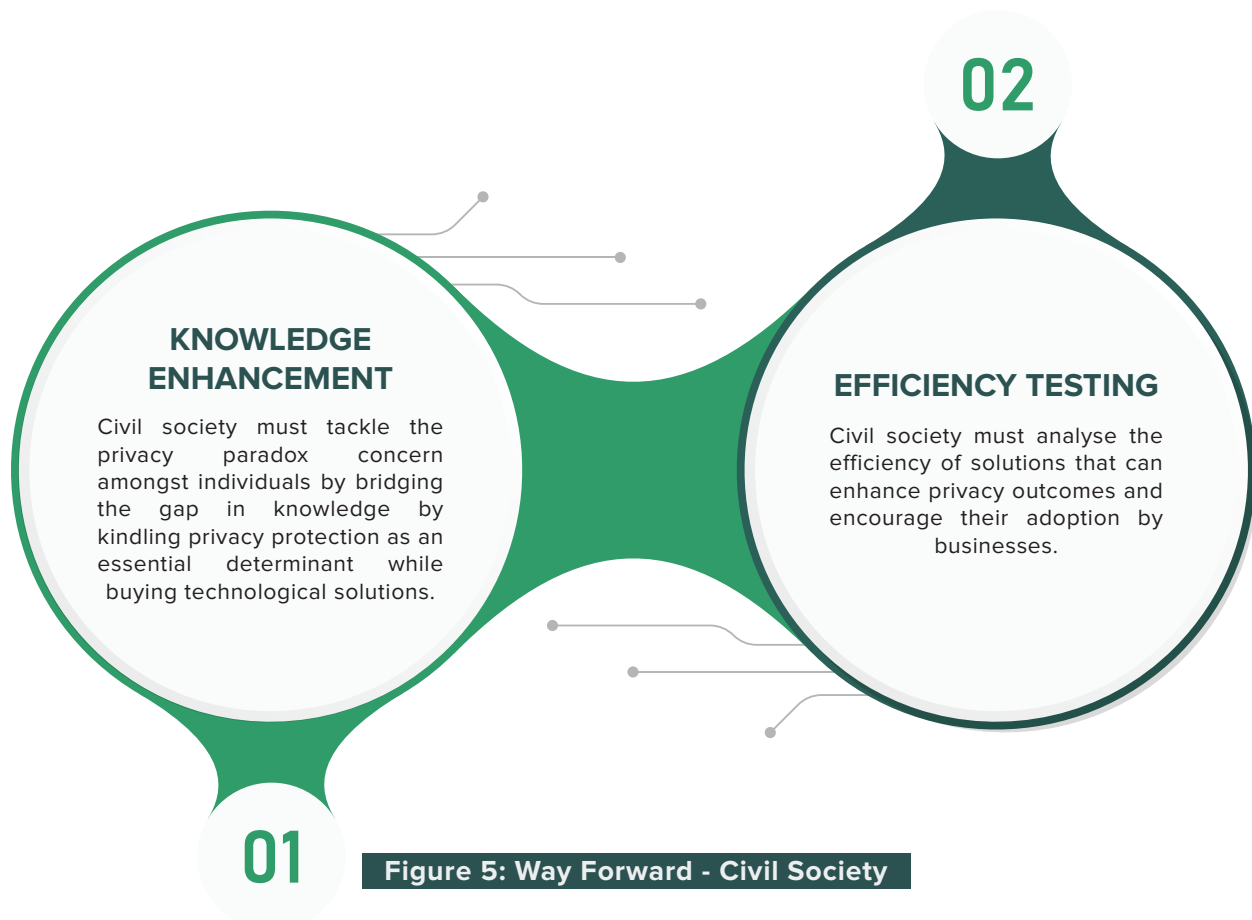 01
KNOWLEDGE
ENHANCEMENT
Civil society must tackle the
privacy paradox concern
amongst individuals by bridging
the gap in knowledge by
kindling privacy protection as an
essential determinant while
buying technological solutions.
02
EFFICIENCY TESTING
Civil society must analyse the
efficiency of solutions that can
enhance privacy outcomes and
encourage their adoption by
businesses.
Figure 5: Way Forward - Civil Society